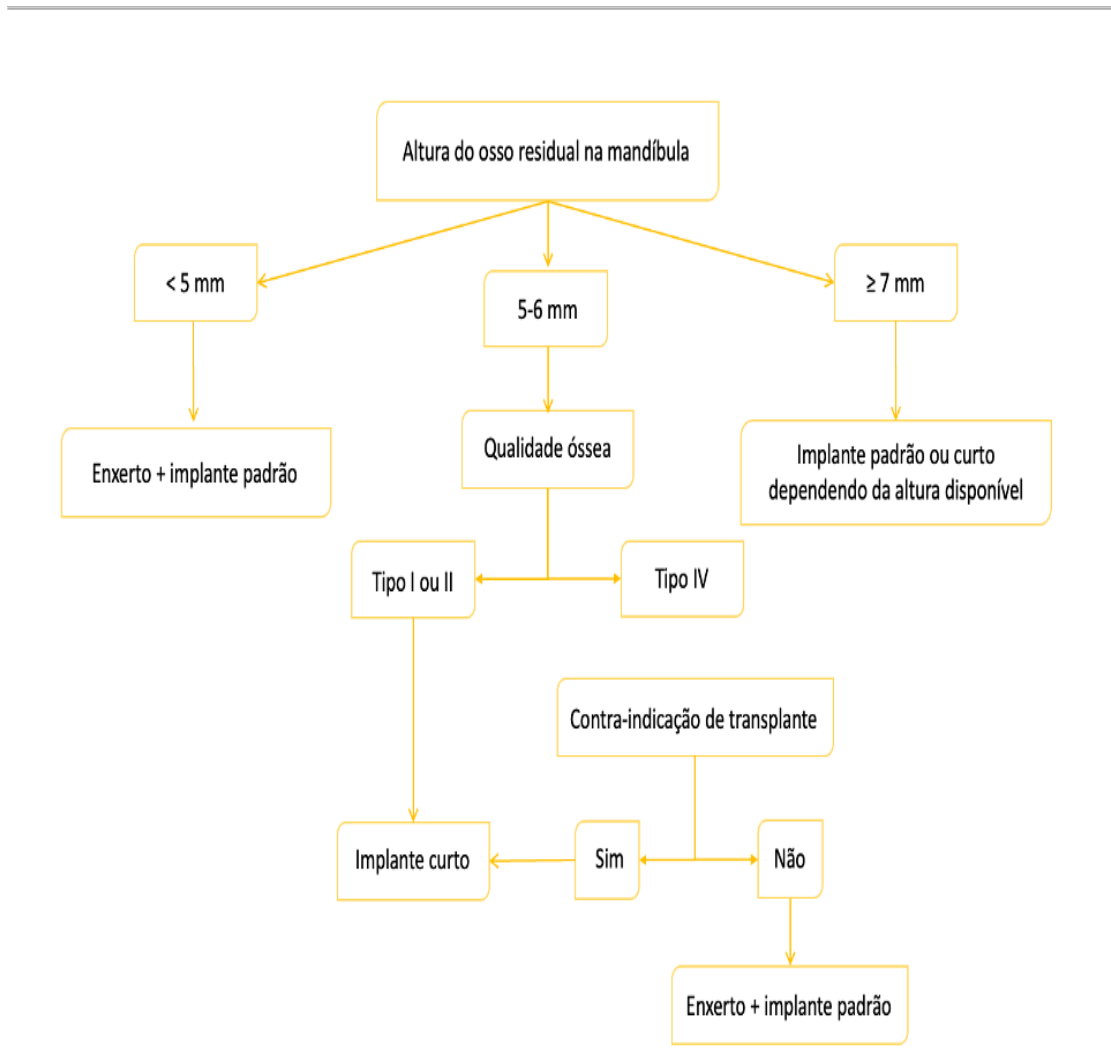 Altura do osso residual na mandíbula
< 5 mm
5-6 mm
≥ 7 mm
Enxerto + implante padrão
Qualidade óssea
Implante padrão ou curto
dependendo da altura disponível
Tipo I ou II
Tipo IV
Contra-indicação de transplante
Implante curto
Sim
Não
Enxerto + implante padrão